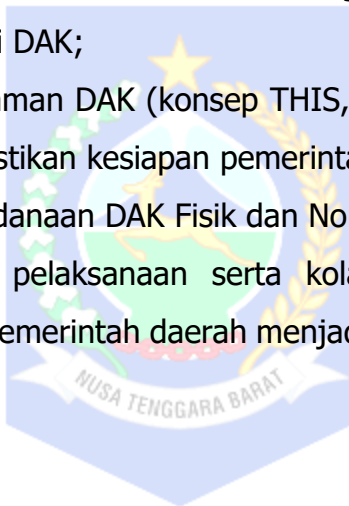 i DAK;
aman DAK (konsep THIS,
stikan kesiapan pemerinta
danaan DAK Fisik dan No
pelaksanaan serta kola
emerintah daerah menjad
NUSA TENGGARA BARAT